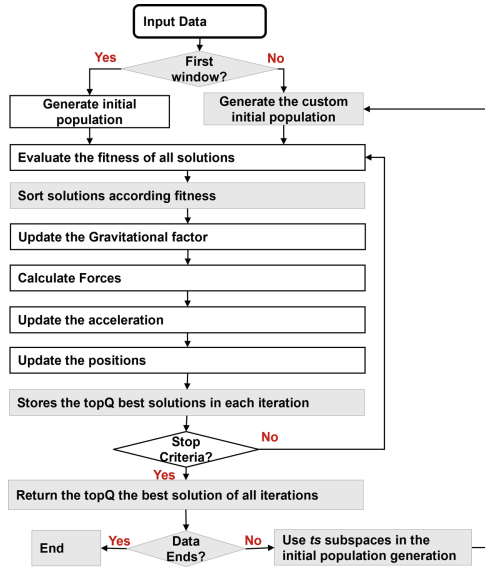 Input Data
Yes
No
First
window?
Generate initial
population
Generate the custom
initial population
Evaluate the fitness of all solutions
Sort solutions according fitness
Update the Gravitational factor
Calculate Forces
Update the acceleration
Update the positions
Stores the topQ best solutions in each iteration
No
Stop
Criteria?
Yes
Return the topQ the best solution of all iterations
End
Yes
Data
Ends?
No
Use ts subspaces in the
initial population generation